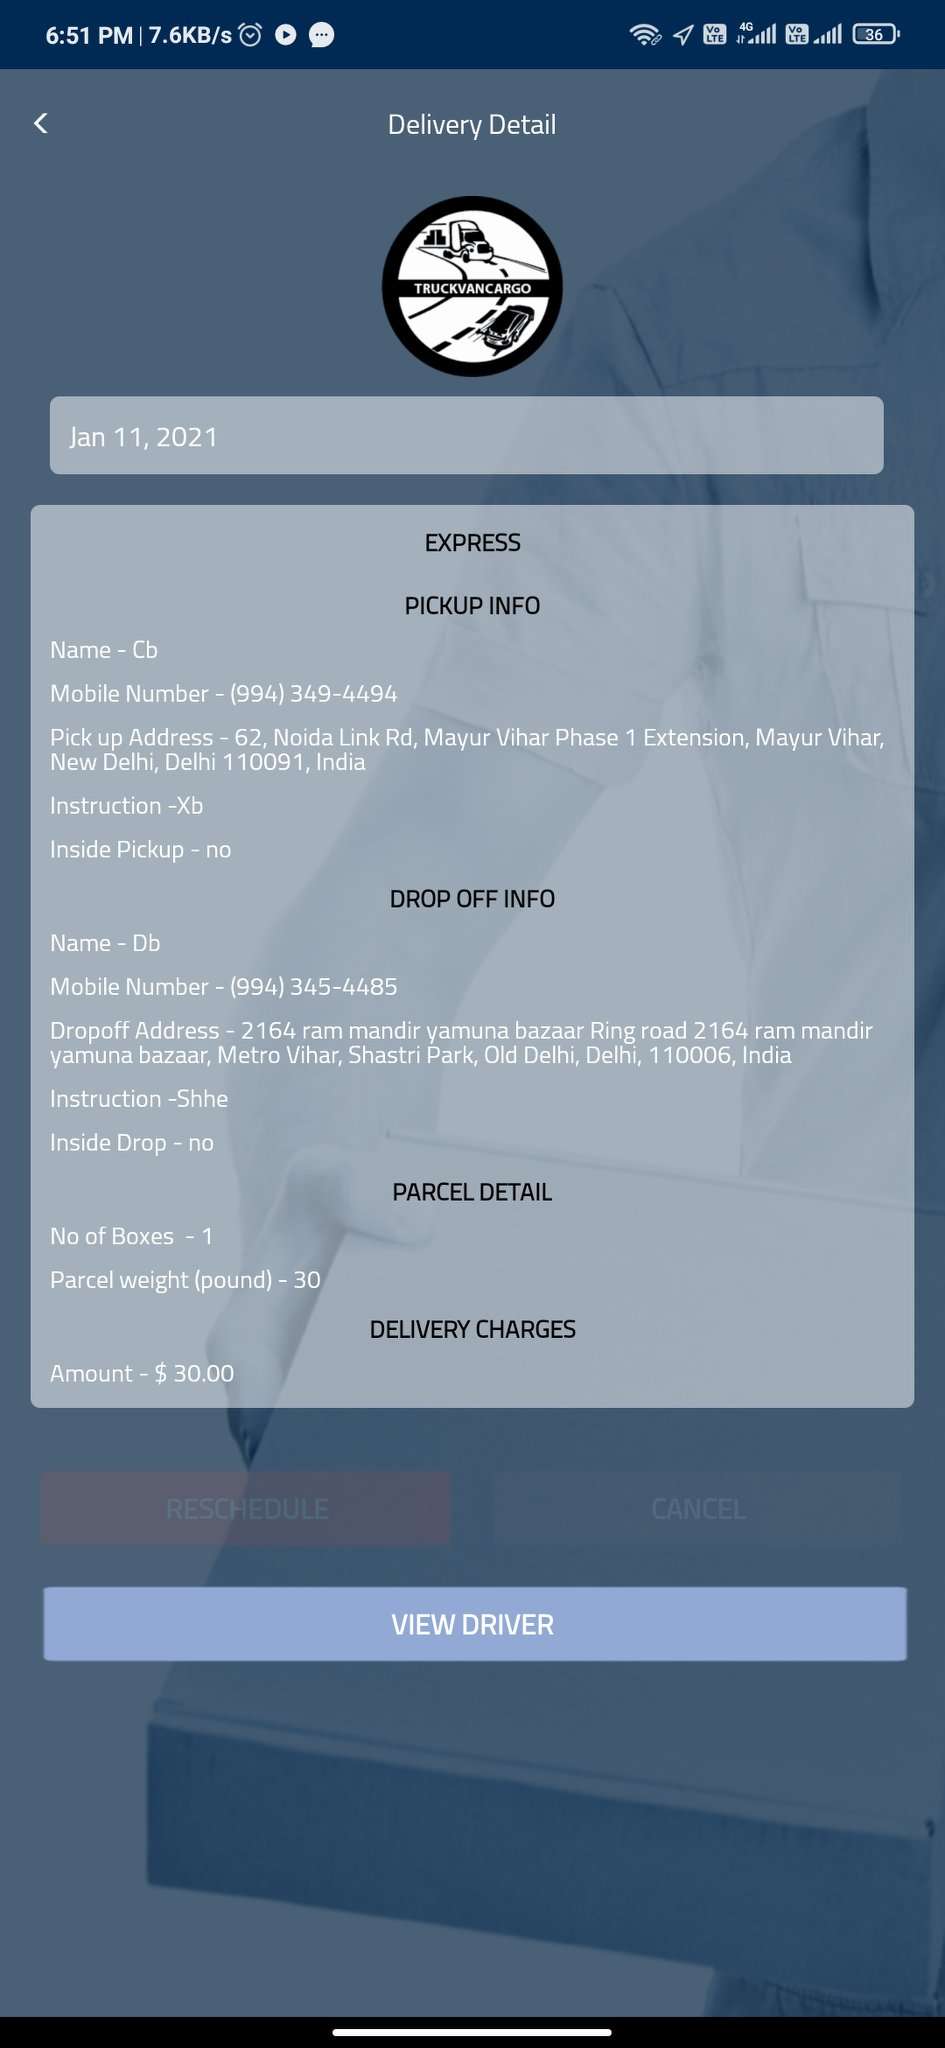 6:51 PM | 7.6KB/s
Vo LTE 4G Vo LTE 36
Delivery Detail
TRUCKVANCARGO
Jan 11, 2021
EXPRESS
PICKUP INFO
Name - Cb
Mobile Number - (994) 349-4494
Pick up Address - 62, Noida Link Rd, Mayur Vihar Phase 1 Extension, Mayur Vihar,
New Delhi, Delhi 110091, India
Instruction -Xb
Inside Pickup - no
DROP OFF INFO
Name - Db
Mobile Number - (994) 345-4485
Dropoff Address - 2164 ram mandir yamuna bazaar Ring road 2164 ram mandir
yamuna bazaar, Metro Vihar, Shastri Park, Old Delhi, Delhi, 110006, India
Instruction -Shhe
Inside Drop - no
PARCEL DETAIL
No of Boxes  - 1
Parcel weight (pound) - 30
DELIVERY CHARGES
Amount - $ 30.00
RESCHEDULE
CANCEL
VIEW DRIVER